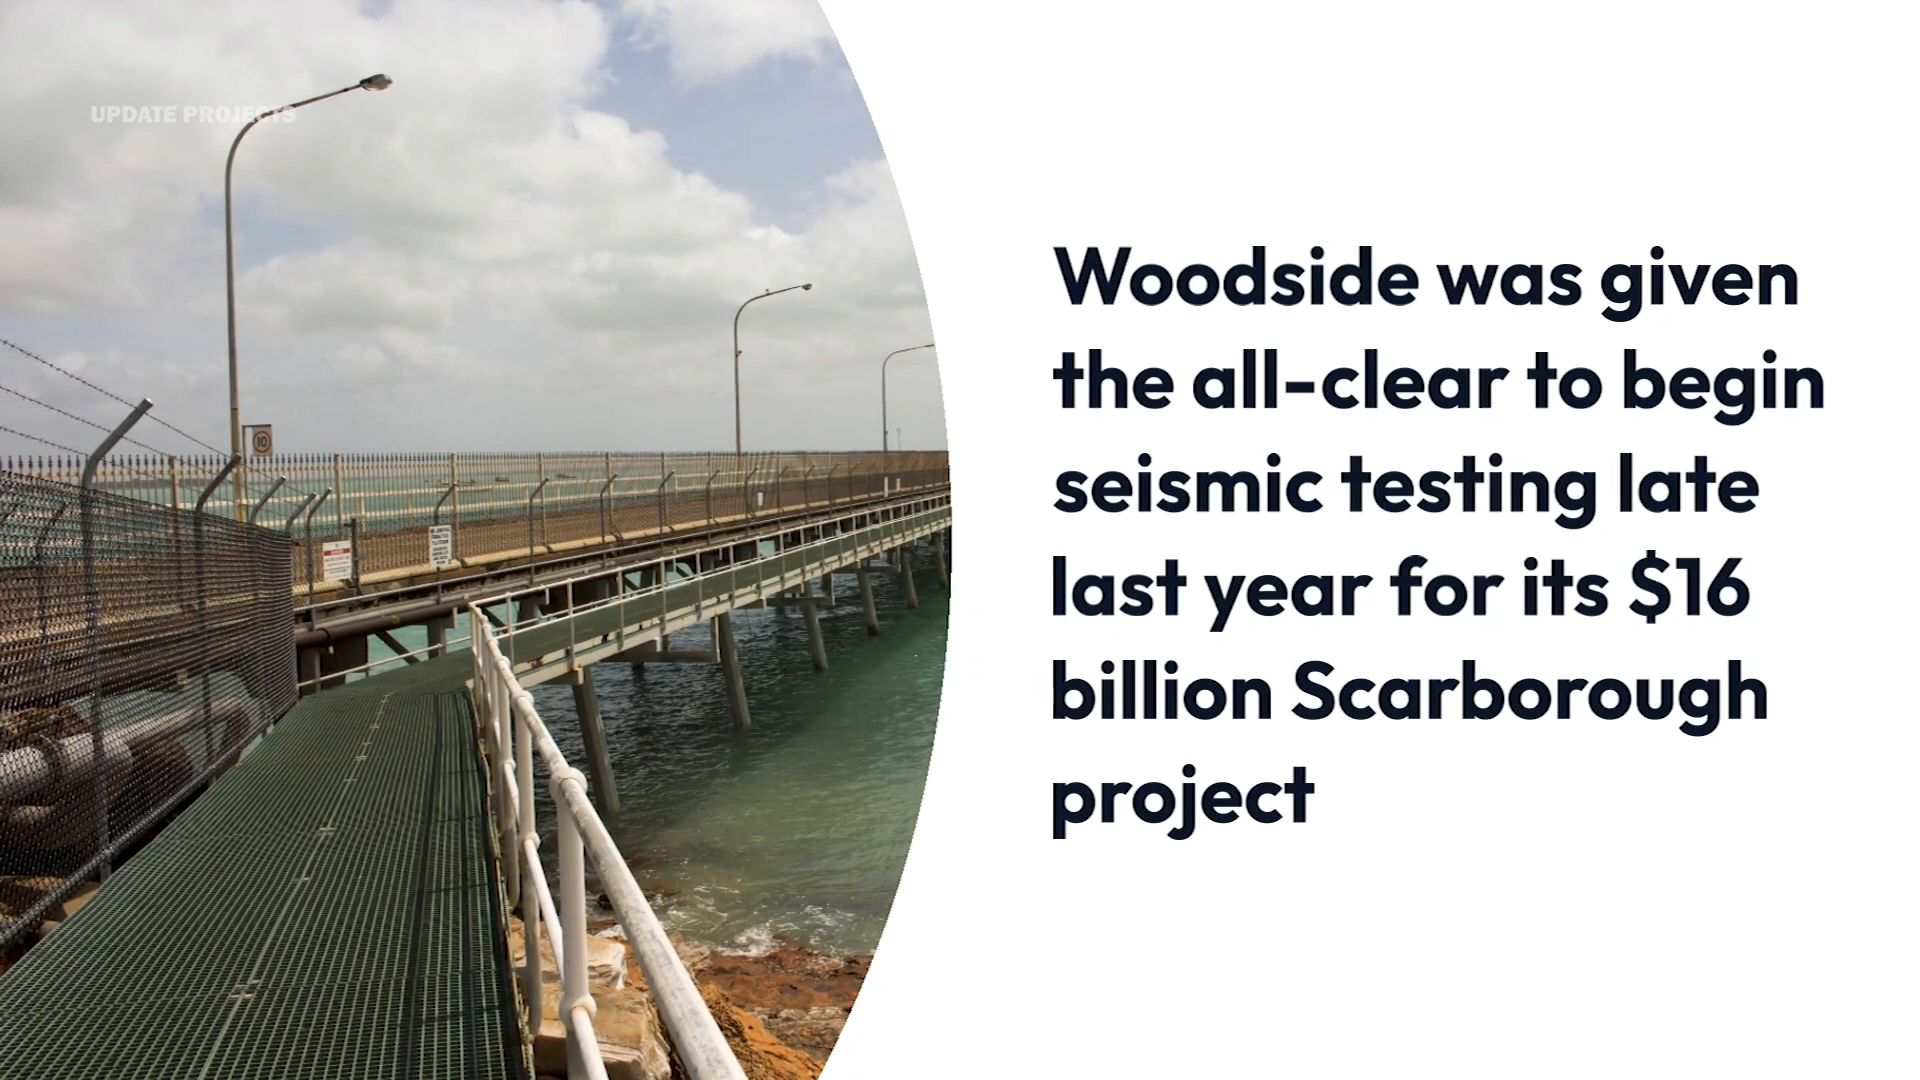 UPDATE PROJECTS
10
Woodside was given
the all-clear to begin
seismic testing late
last year for its $16
billion Scarborough
project